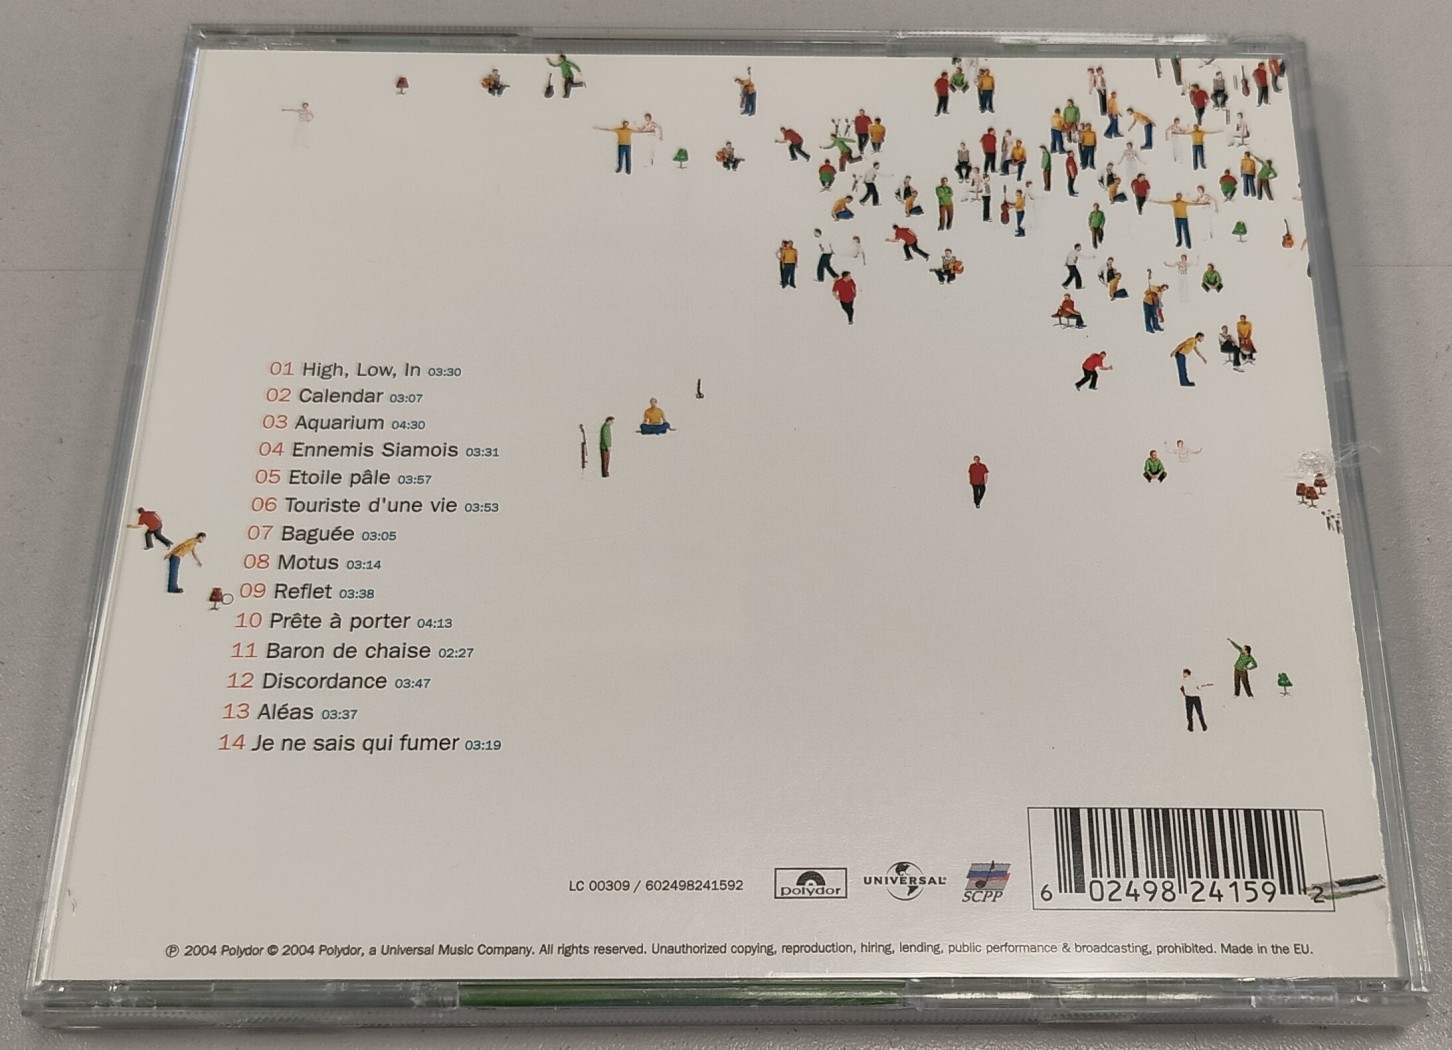 01 High, Low, In 03:30
02 Calendar 03:07
03 Aquarium 04:30
04 Ennemis Siamois 03:31
05 Etoile pâle 03:57
06 Touriste d'une vie 03:53
07 Baguée 03:05
08 Motus 03:14
09 Reflet 03:38
10 Prête à porter 04:13
11 Baron de chaise 02:27
12 Discordance 03:47
13 Aléas 03:37
14 Je ne sais qui fumer 03:19
LC 00309 / 602498241592
polydor
UNIVERSAL
SCPP
6 02498 24159 2
℗ 2004 Polydor © 2004 Polydor, a Universal Music Company. All rights reserved. Unauthorized copying, reproduction, hiring, lending, public performance & broadcasting, prohibited. Made in the EU.